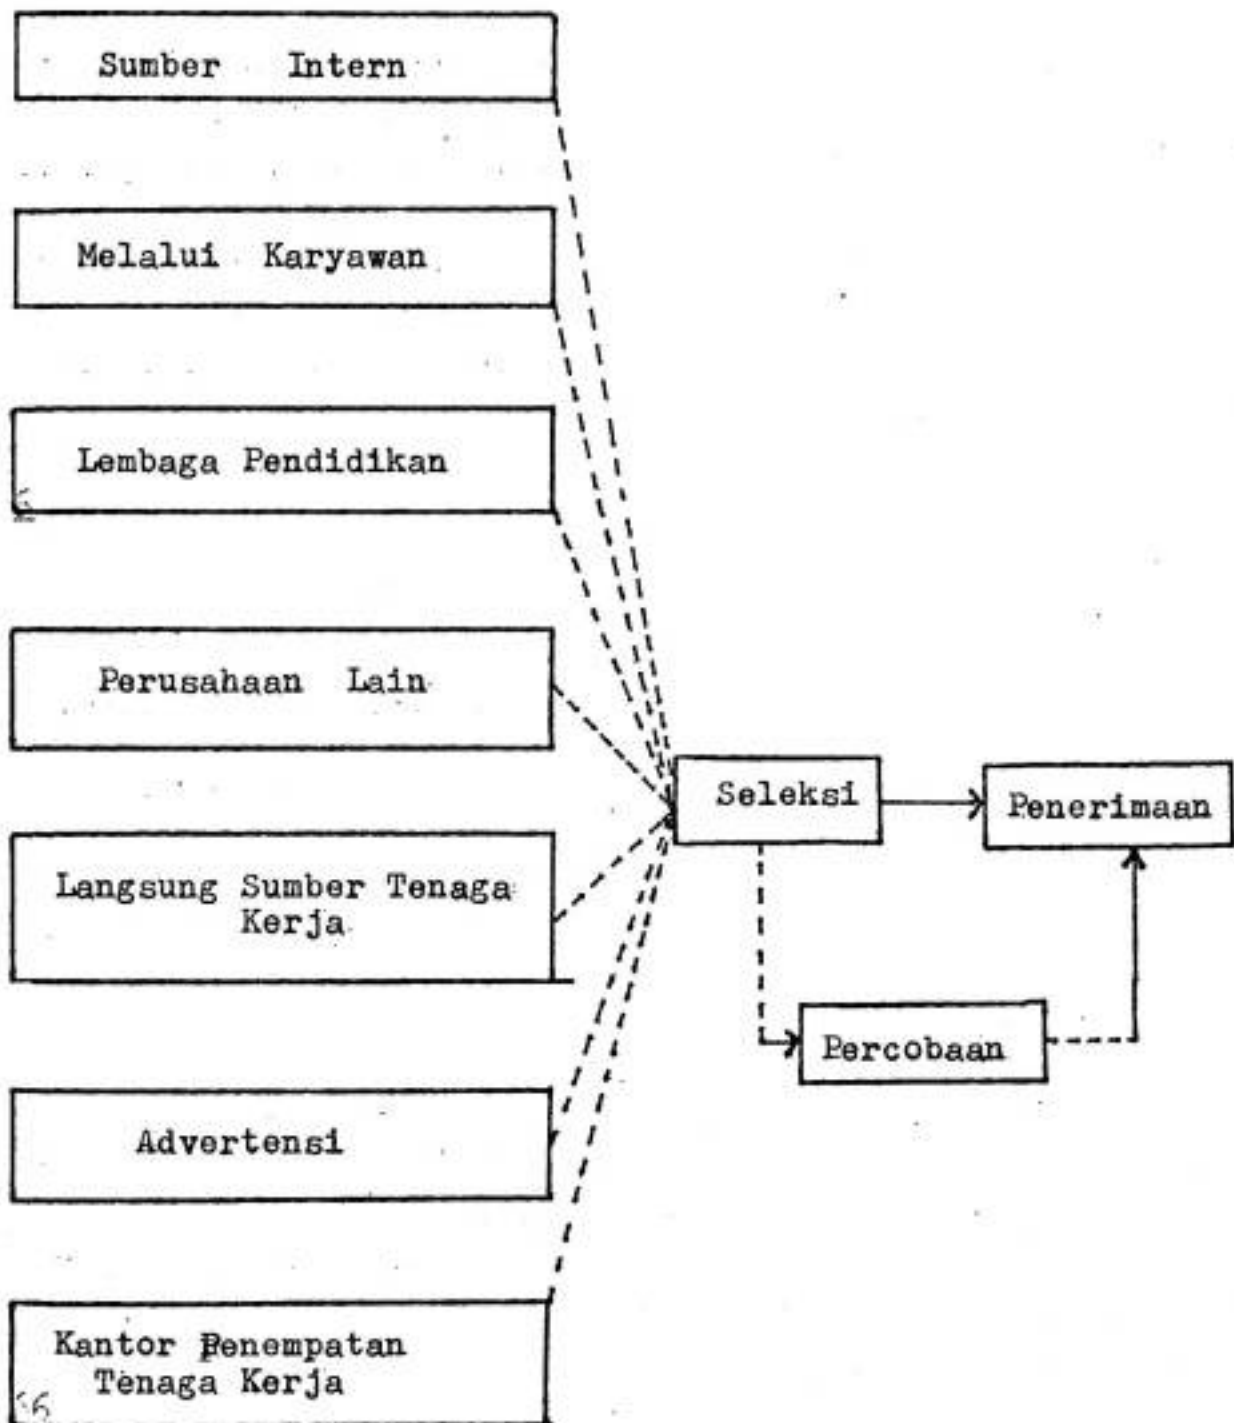 Sumber Intern
Melalui Karyawan
Lembaga Pendidikan
Perusahaan Lain
Langsung Sumber Tenaga
Kerja
Seleksi
Penerimaan
Percobaan
Advertensi
Kantor Penempatan
Tenaga Kerja